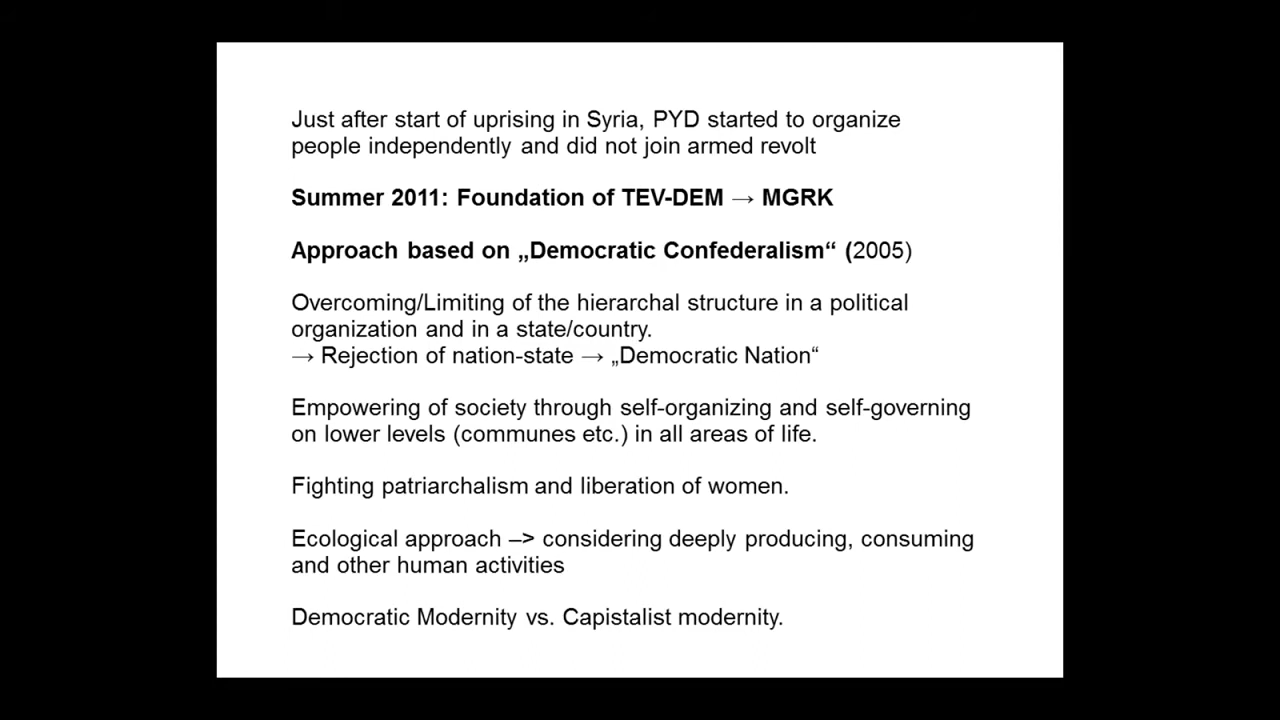 Just after start of uprising in Syria, PYD started to organize
people independently and did not join armed revolt
Summer 2011: Foundation of TEV-DEM → MGRK
Approach based on „Democratic Confederalism“ (2005)
Overcoming/Limiting of the hierarchal structure in a political
organization and in a state/country.
→ Rejection of nation-state → „Democratic Nation“
Empowering of society through self-organizing and self-governing
on lower levels (communes etc.) in all areas of life.
Fighting patriarchalism and liberation of women.
Ecological approach –> considering deeply producing, consuming
and other human activities
Democratic Modernity vs. Capistalist modernity.